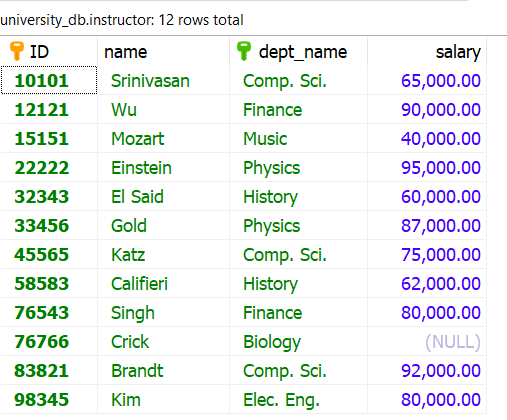 university_db.instructor: 12 rows total
ID name dept_name salary
10101 Srinivasan Comp. Sci. 65,000.00
12121 Wu Finance 90,000.00
15151 Mozart Music 40,000.00
22222 Einstein Physics 95,000.00
32343 El Said History 60,000.00
33456 Gold Physics 87,000.00
45565 Katz Comp. Sci. 75,000.00
58583 Califieri History 62,000.00
76543 Singh Finance 80,000.00
76766 Crick Biology (NULL)
83821 Brandt Comp. Sci. 92,000.00
98345 Kim Elec. Eng. 80,000.00